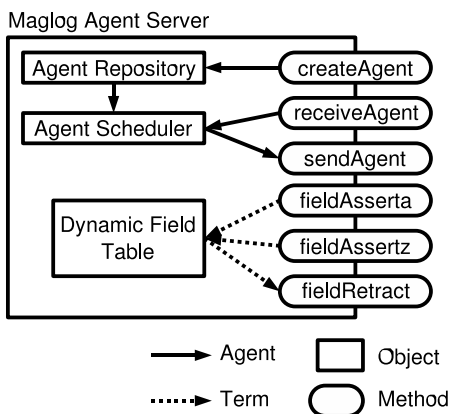 Maglog Agent Server
Agent Repository
createAgent
receiveAgent
Agent Scheduler
sendAgent
fieldAsserta
Dynamic Field
Table
fieldAssertz
fieldRetract
Agent
Object
Term
Method